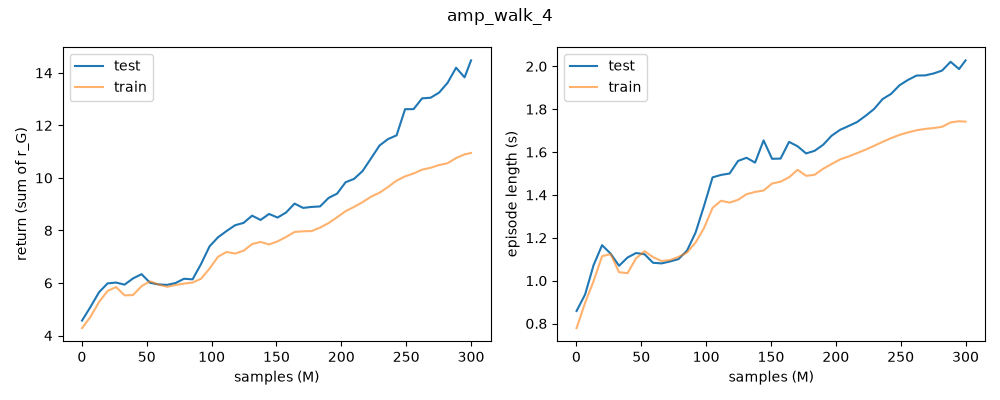 amp_walk_4
return (sum of r_G)
14
12
10
8
6
4
test
train
0 50 100 150 200 250 300
samples (M)
episode length (s)
2.0
1.8
1.6
1.4
1.2
1.0
0.8
test
train
0 50 100 150 200 250 300
samples (M)